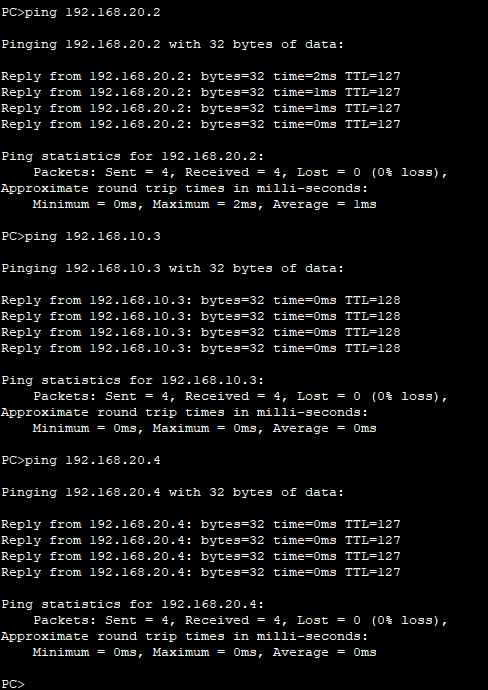 PC>ping 192.168.20.2
Pinging 192.168.20.2 with 32 bytes of data:
Reply from 192.168.20.2: bytes=32 time=2ms TTL=127
Reply from 192.168.20.2: bytes=32 time=1ms TTL=127
Reply from 192.168.20.2: bytes=32 time=1ms TTL=127
Reply from 192.168.20.2: bytes=32 time=0ms TTL=127
Ping statistics for 192.168.20.2:
    Packets: Sent = 4, Received = 4, Lost = 0 (0% loss),
Approximate round trip times in milli-seconds:
    Minimum = 0ms, Maximum = 2ms, Average = 1ms
PC>ping 192.168.10.3
Pinging 192.168.10.3 with 32 bytes of data:
Reply from 192.168.10.3: bytes=32 time=0ms TTL=128
Reply from 192.168.10.3: bytes=32 time=0ms TTL=128
Reply from 192.168.10.3: bytes=32 time=0ms TTL=128
Reply from 192.168.10.3: bytes=32 time=0ms TTL=128
Ping statistics for 192.168.10.3:
    Packets: Sent = 4, Received = 4, Lost = 0 (0% loss),
Approximate round trip times in milli-seconds:
    Minimum = 0ms, Maximum = 0ms, Average = 0ms
PC>ping 192.168.20.4
Pinging 192.168.20.4 with 32 bytes of data:
Reply from 192.168.20.4: bytes=32 time=0ms TTL=127
Reply from 192.168.20.4: bytes=32 time=0ms TTL=127
Reply from 192.168.20.4: bytes=32 time=0ms TTL=127
Reply from 192.168.20.4: bytes=32 time=0ms TTL=127
Ping statistics for 192.168.20.4:
    Packets: Sent = 4, Received = 4, Lost = 0 (0% loss),
Approximate round trip times in milli-seconds:
    Minimum = 0ms, Maximum = 0ms, Average = 0ms
PC>